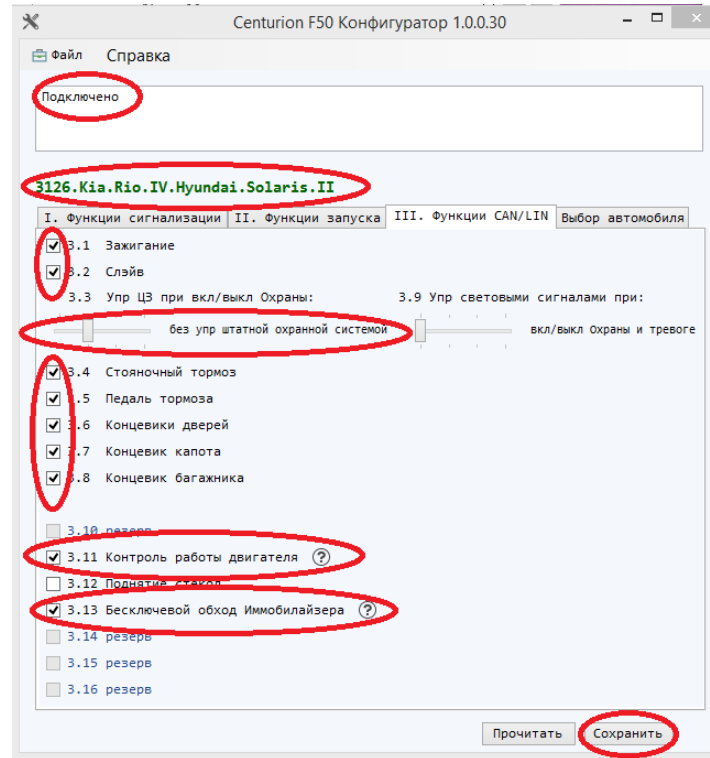 Centurion F50 Конфигуратор 1.0.0.30
Файл Справка
Подключено
3126.Kia.Rio.IV.Hyundai.Solaris.II
I. Функции сигнализации II. Функции запуска III. Функции CAN/LIN Выбор автомобиля
3.1 Зажигание
3.2 Слэйв
3.3 Упр ЦЗ при вкл/выкл Охраны: 3.9 Упр световыми сигналами при:
без упр штатной охранной системой вкл/выкл Охраны и тревоге
3.4 Стояночный тормоз
3.5 Педаль тормоза
3.6 Концевики дверей
3.7 Концевик капота
3.8 Концевик багажника
3.10 резерв
3.11 Контроль работы двигателя ?
3.12 Поднятие стекол
3.13 Бесключевой обход Иммобилайзера ?
3.14 резерв
3.15 резерв
3.16 резерв
Прочитать Сохранить